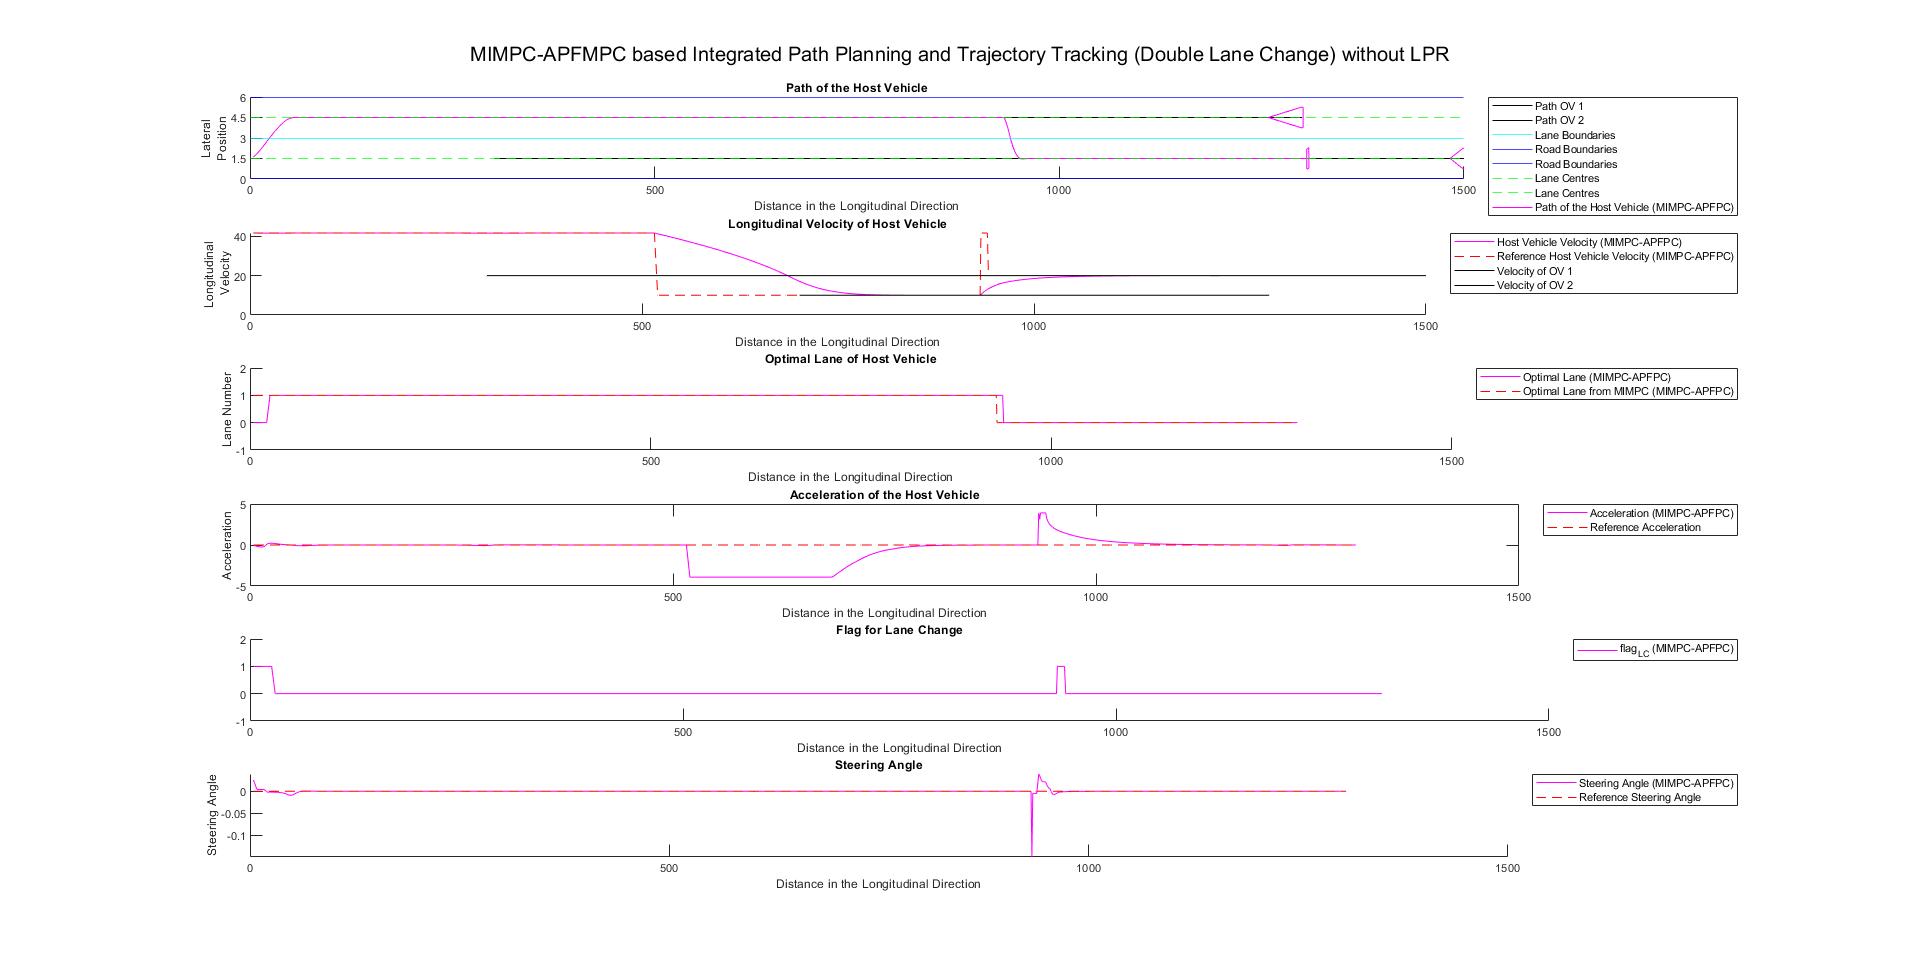 MIMPC-APFMPC based Integrated Path Planning and Trajectory Tracking (Double Lane Change) without LPR
Path of the Host Vehicle
Lateral
Position
6
4.5
3
1.5
0
0
500
1000
1500
Distance in the Longitudinal Direction
Path OV 1
Path OV 2
Lane Boundaries
Road Boundaries
Road Boundaries
Lane Centres
Lane Centres
Path of the Host Vehicle (MIMPC-APFPC)
Longitudinal Velocity of Host Vehicle
Longitudinal
Velocity
40
20
0
0
500
1000
1500
Distance in the Longitudinal Direction
Host Vehicle Velocity (MIMPC-APFPC)
Reference Host Vehicle Velocity (MIMPC-APFPC)
Velocity of OV 1
Velocity of OV 2
Optimal Lane of Host Vehicle
Lane Number
2
1
0
-1
0
500
1000
1500
Distance in the Longitudinal Direction
Optimal Lane (MIMPC-APFPC)
Optimal Lane from MIMPC (MIMPC-APFPC)
Acceleration of the Host Vehicle
Acceleration
5
0
-5
0
500
1000
1500
Distance in the Longitudinal Direction
Acceleration (MIMPC-APFPC)
Reference Acceleration
Flag for Lane Change
2
1
0
-1
0
500
1000
1500
Distance in the Longitudinal Direction
flagLC (MIMPC-APFPC)
Steering Angle
Steering Angle
0
-0.05
-0.1
0
500
1000
1500
Distance in the Longitudinal Direction
Steering Angle (MIMPC-APFPC)
Reference Steering Angle